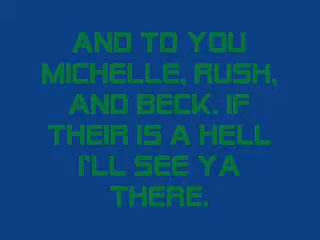 AND TO YOU
MICHELLE, RUSH,
AND BECK. IF
THEIR IS A HELL
I'LL SEE YA
THERE.